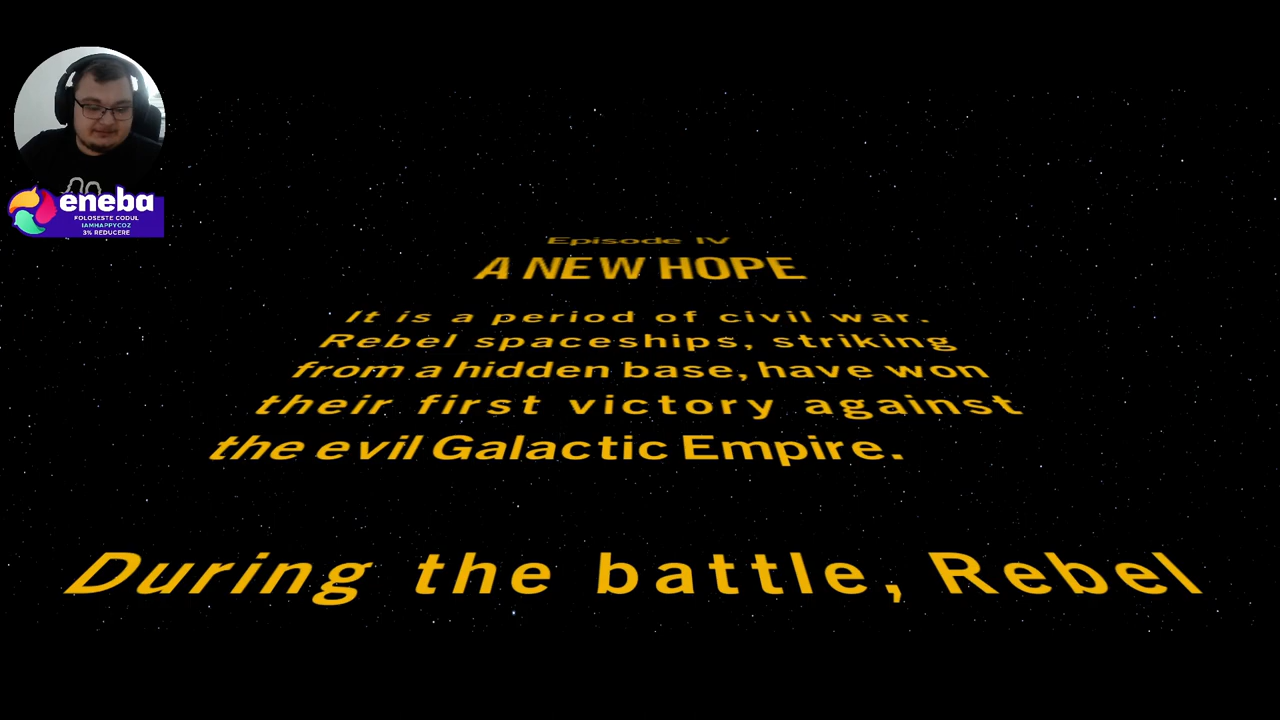 eneba
FOLOSESTE CODUL
IAMHAPPYCOZ
3% REDUCERE
Episode IV
A NEW HOPE
It is a period of civil war.
Rebel spaceships, striking
from a hidden base, have won
their first victory against
the evil Galactic Empire.
During the battle, Rebel